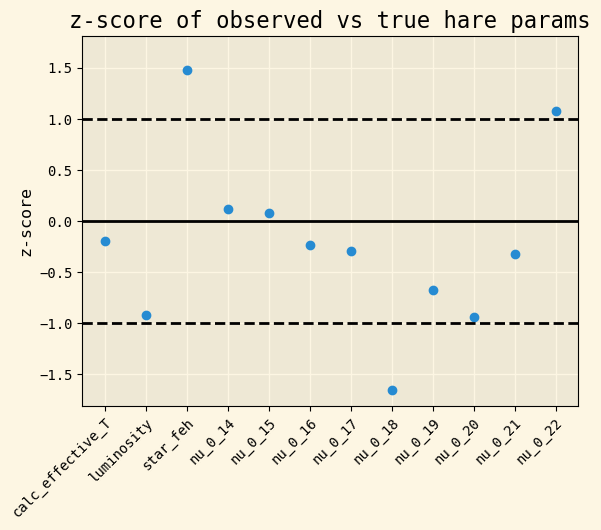 z-score of observed vs true hare params
z-score
1.5
1.0
0.5
0.0
−0.5
−1.0
−1.5
calc_effective_T
luminosity
star_feh
nu_0_14
nu_0_15
nu_0_16
nu_0_17
nu_0_18
nu_0_19
nu_0_20
nu_0_21
nu_0_22